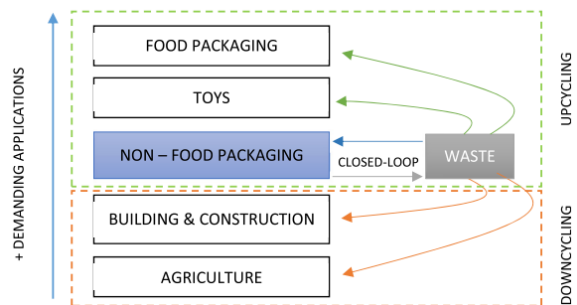 + DEMANDING APPLICATIONS
FOOD PACKAGING
TOYS
NON – FOOD PACKAGING
CLOSED-LOOP
WASTE
BUILDING & CONSTRUCTION
AGRICULTURE
UPCYCLING
DOWNCYCLING